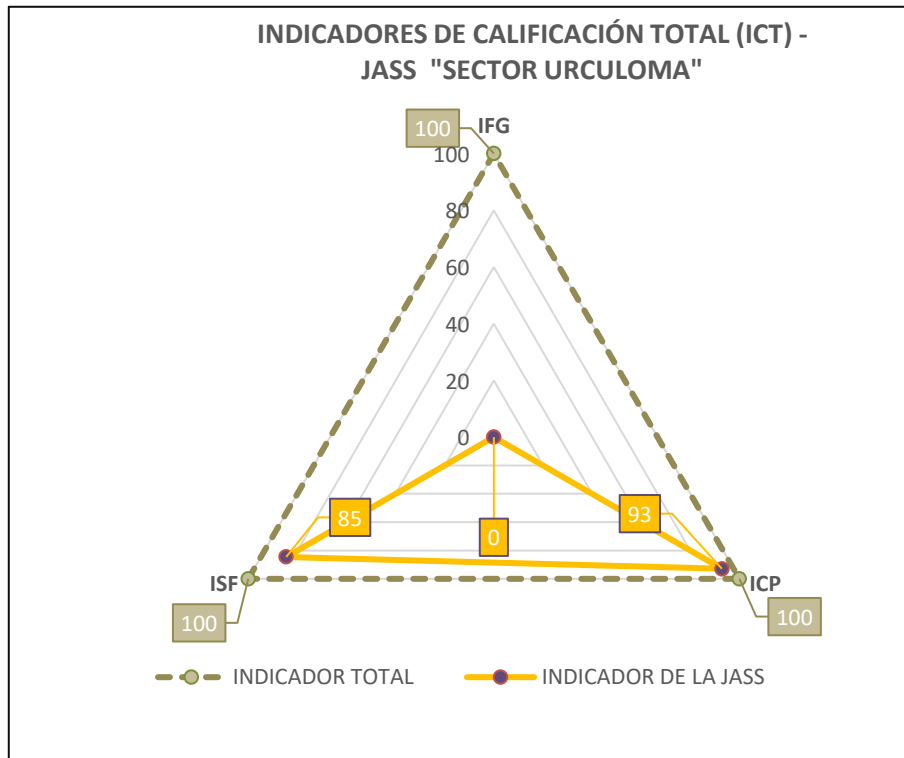 INDICADORES DE CALIFICACIÓN TOTAL (ICT) -
JASS "SECTOR URCULOMA"
100
IFG
100
80
60
40
20
0
85
93
0
ISF
ICP
100
100
INDICADOR TOTAL
INDICADOR DE LA JASS